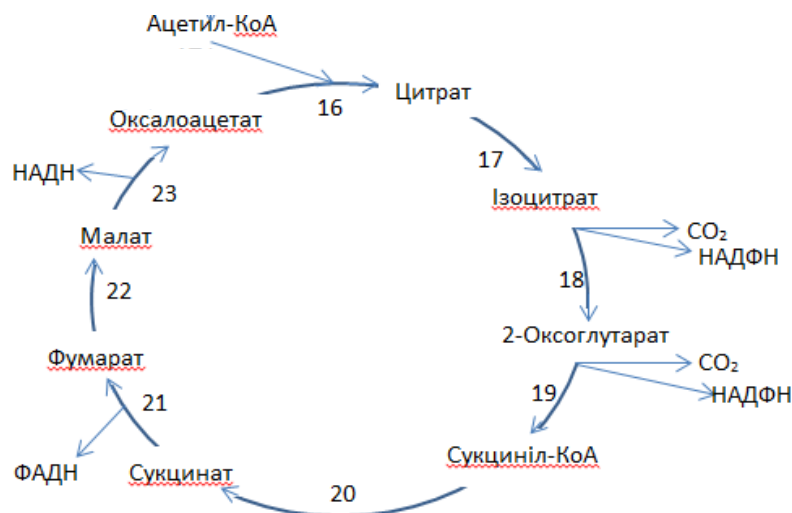 Ацетил-КоА
16
Цитрат
Оксалоацетат
17
НАДН
23
Ізоцитрат
CO₂
НАДФН
Малат
18
22
2-Оксоглутарат
CO₂
Фумарат
19
НАДФН
21
Сукциніл-КоА
ФАДН
Сукцинат
20